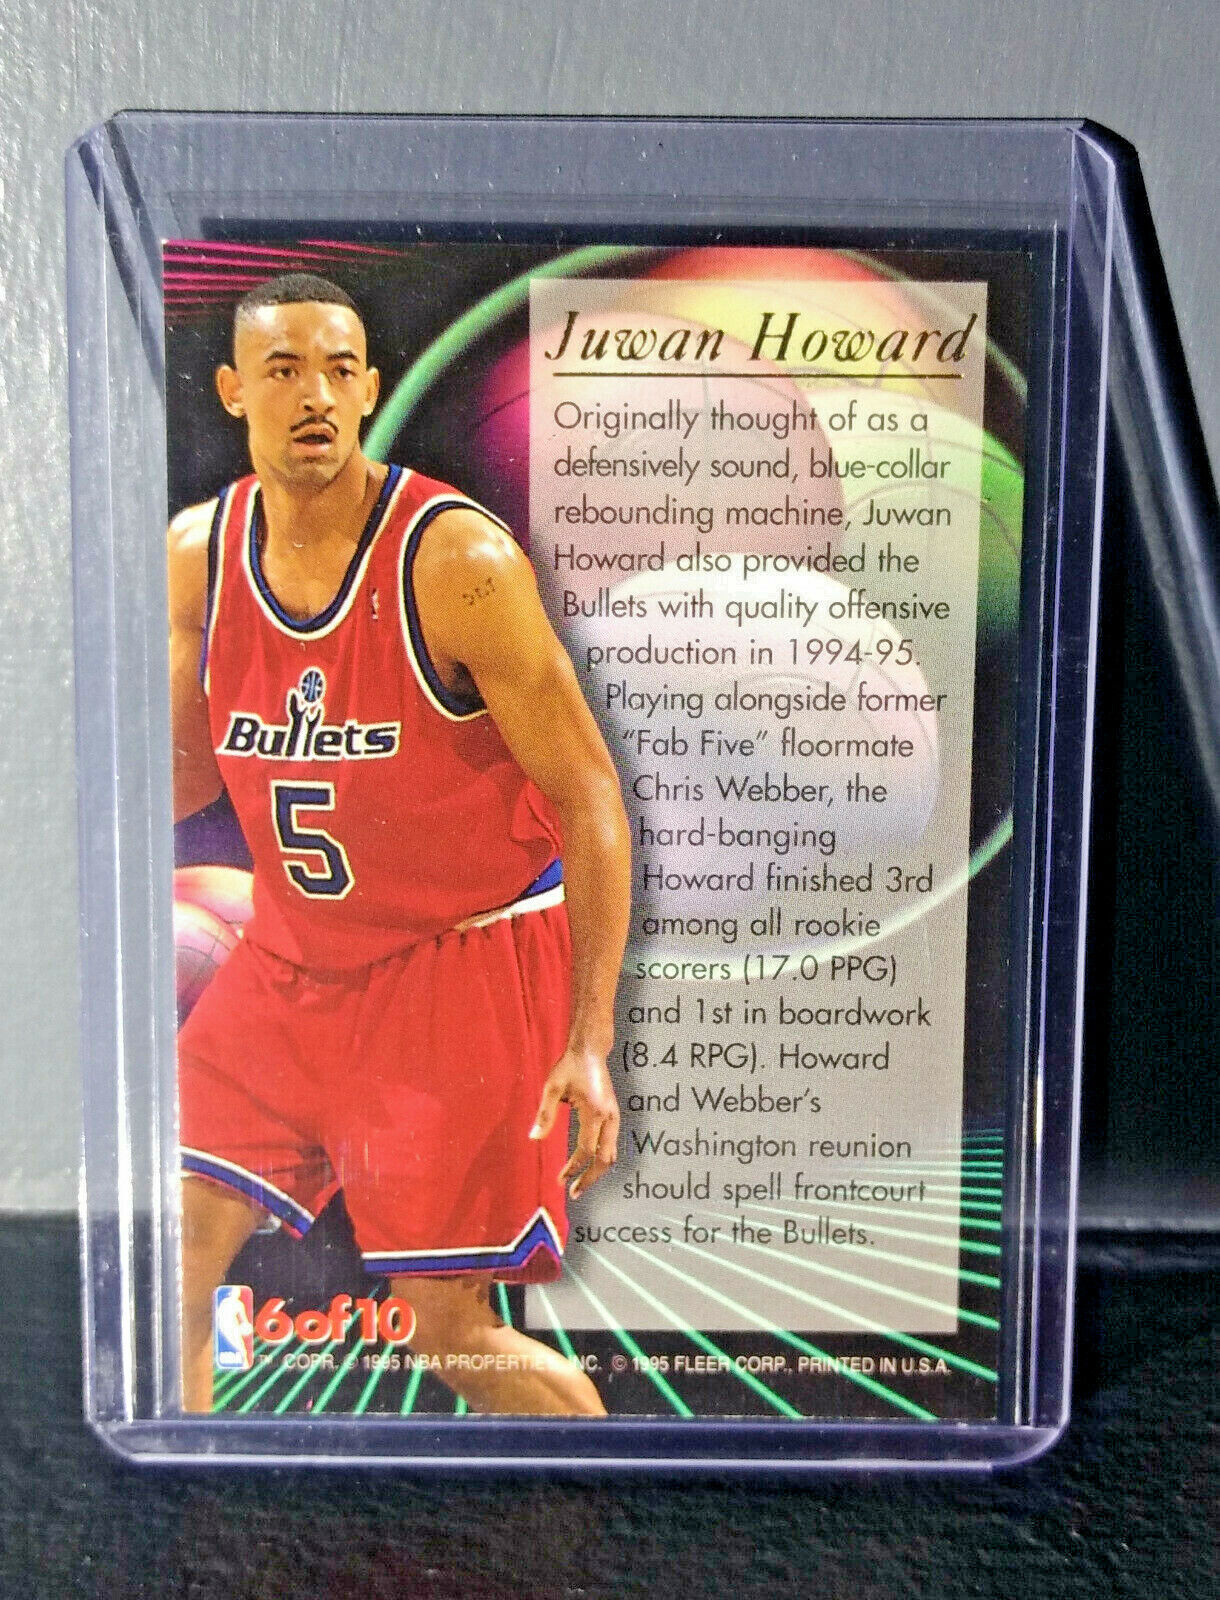 Juwan Howard
Originally thought of as a
defensively sound, blue-collar
rebounding machine, Juwan
Howard also provided the
Bullets with quality offensive
production in 1994-95.
Playing alongside former
"Fab Five" floormate
Chris Webber, the
hard-banging
Howard finished 3rd
among all rookie
scorers (17.0 PPG)
and 1st in boardwork
(8.4 RPG). Howard
and Webber's
Washington reunion
should spell frontcourt
success for the Bullets.
Bullets
5
NBA
6 of 10
™ COPR. © 1995 NBA PROPERTIES, INC. © 1995 FLEER CORP., PRINTED IN U.S.A.